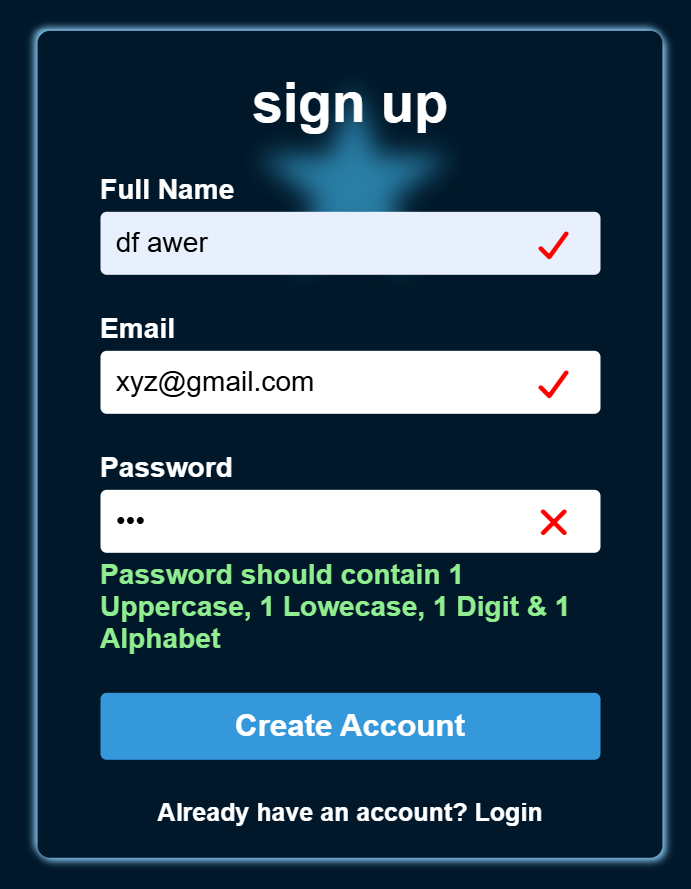 sign up
Full Name
df awer
Email
xyz@gmail.com
Password
•••
Password should contain 1
Uppercase, 1 Lowecase, 1 Digit & 1
Alphabet
Create Account
Already have an account? Login